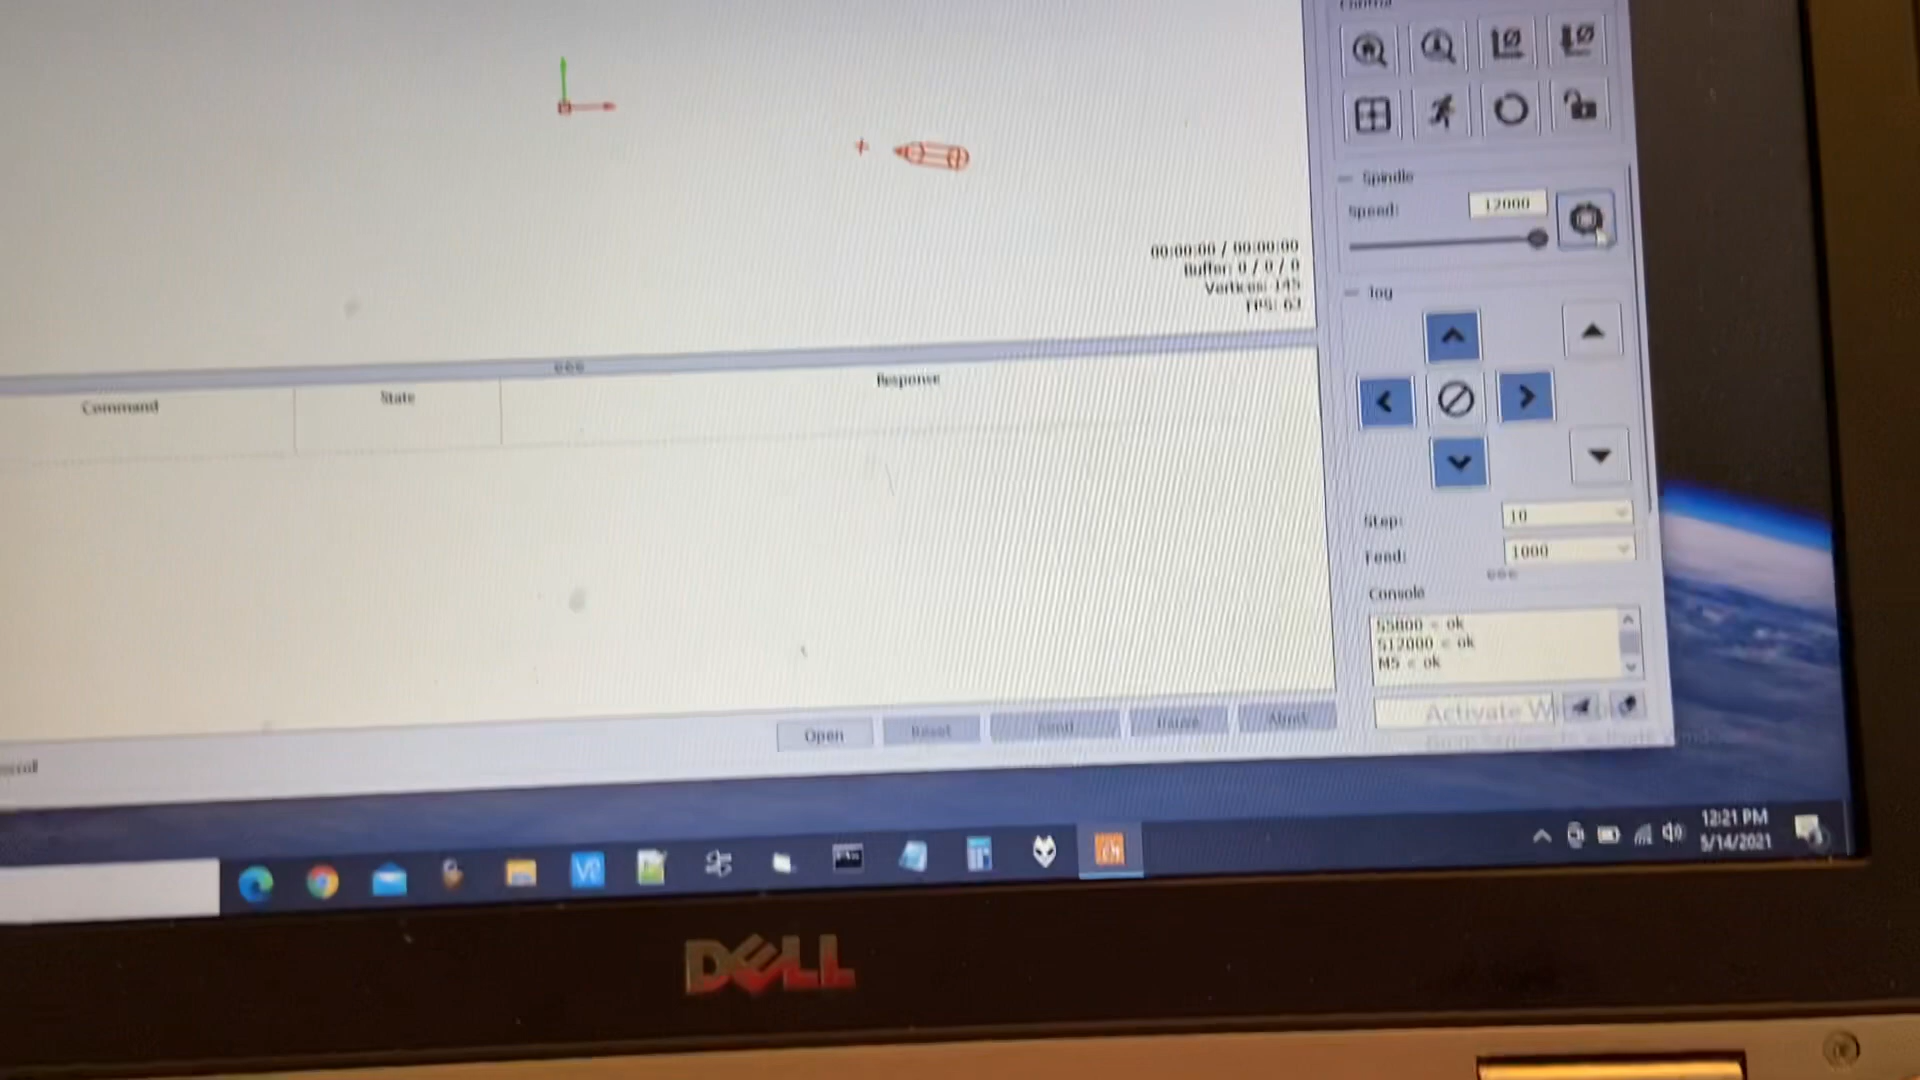 Control
Spindle
Speed: 12000
00:00:00 / 00:00:00
Buffer: 0 / 0 / 0
Vertices: 145
FPS: 63
Jog
Command State Response
Step: 10
Feed: 1000
Console
S5000 < ok
S12000 < ok
M5 < ok
Activate
Open Reset Send Pause Abort
12:21 PM
5/14/2021
DELL